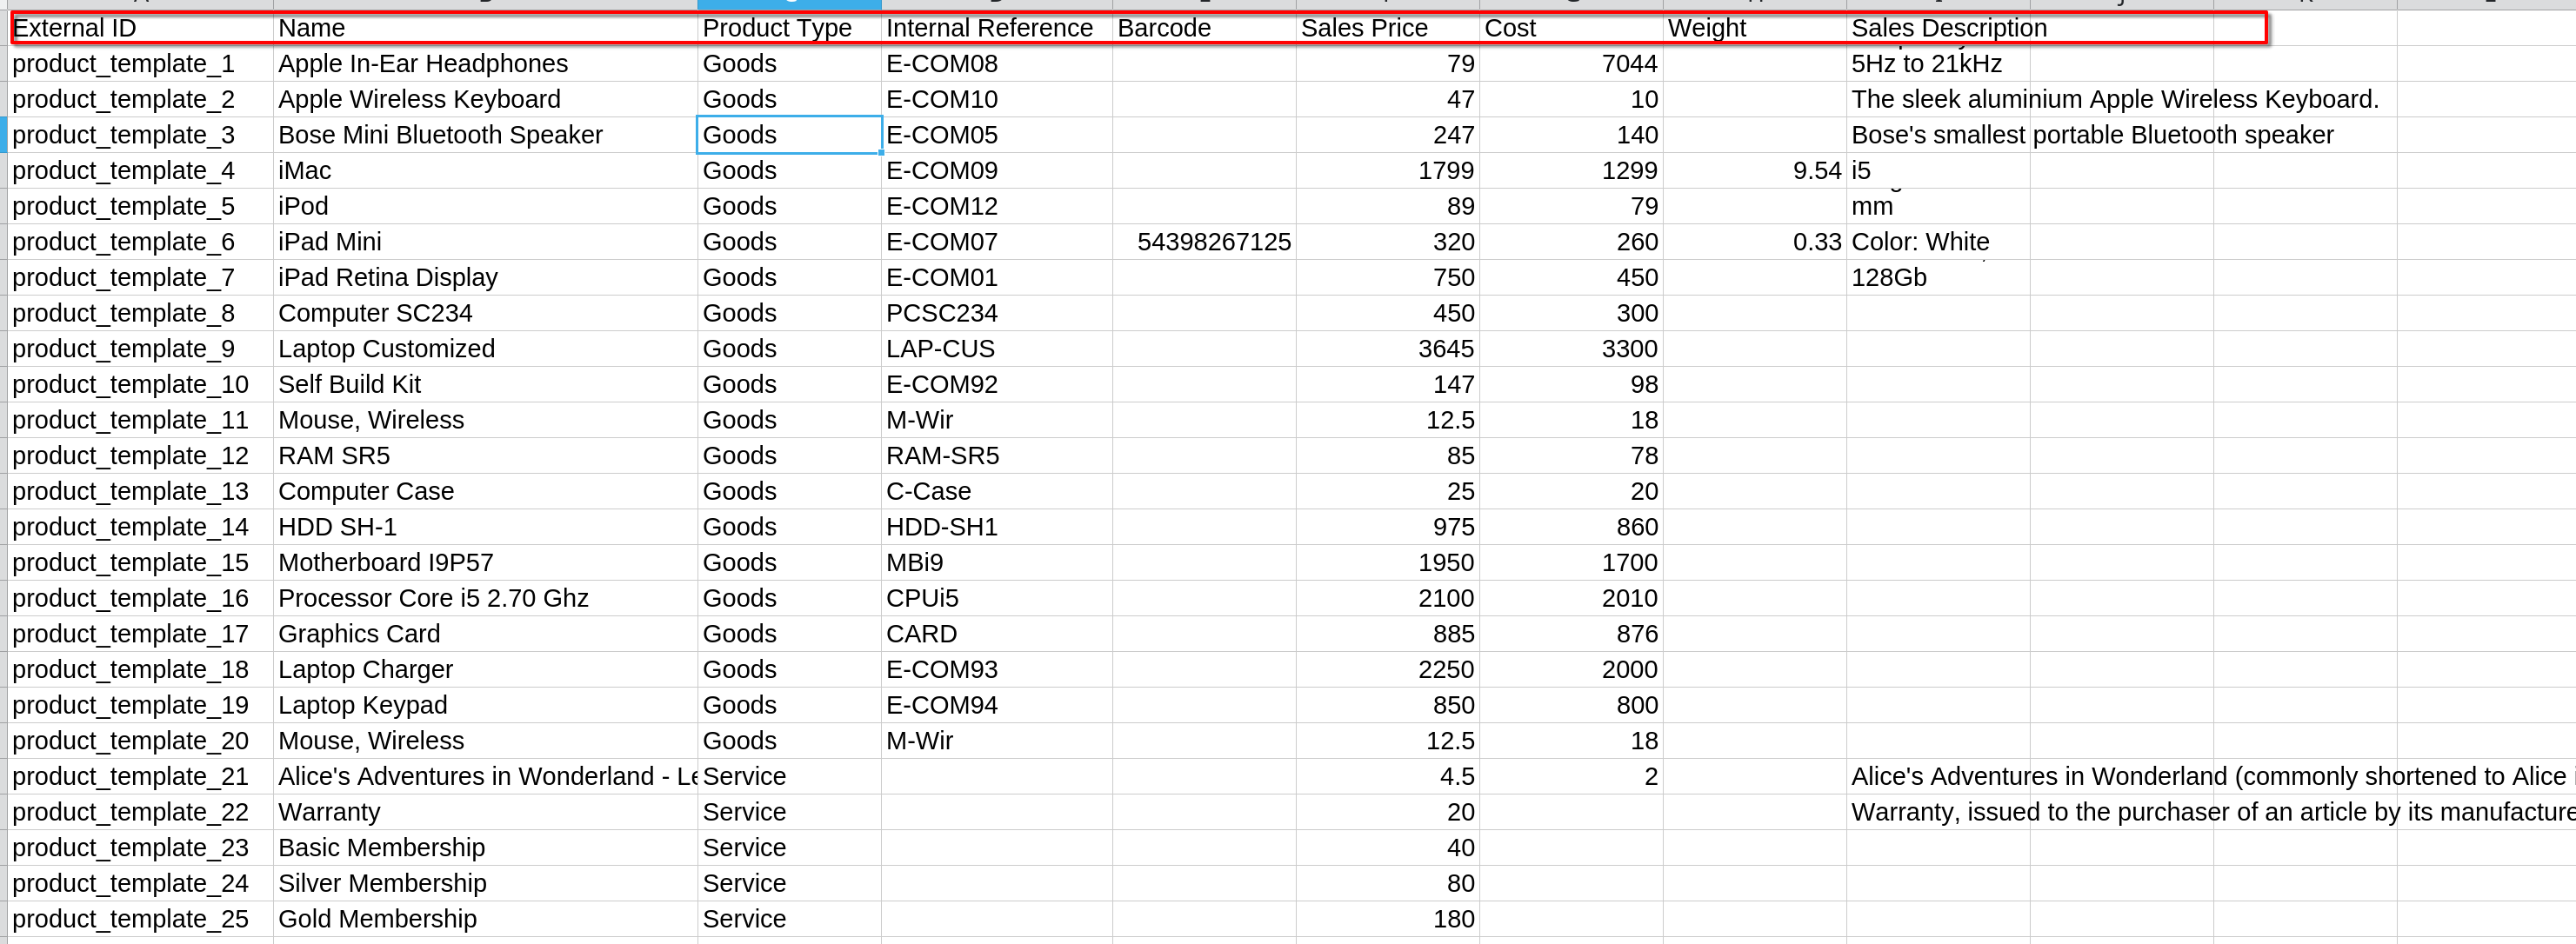 External ID Name Product Type Internal Reference Barcode Sales Price Cost Weight Sales Description
product_template_1 Apple In-Ear Headphones Goods E-COM08 79 7044 5Hz to 21kHz
product_template_2 Apple Wireless Keyboard Goods E-COM10 47 10 The sleek aluminium Apple Wireless Keyboard.
product_template_3 Bose Mini Bluetooth Speaker Goods E-COM05 247 140 Bose's smallest portable Bluetooth speaker
product_template_4 iMac Goods E-COM09 1799 1299 9.54 i5
product_template_5 iPod Goods E-COM12 89 79 mm
product_template_6 iPad Mini Goods E-COM07 54398267125 320 260 0.33 Color: White
product_template_7 iPad Retina Display Goods E-COM01 750 450 128Gb
product_template_8 Computer SC234 Goods PCSC234 450 300
product_template_9 Laptop Customized Goods LAP-CUS 3645 3300
product_template_10 Self Build Kit Goods E-COM92 147 98
product_template_11 Mouse, Wireless Goods M-Wir 12.5 18
product_template_12 RAM SR5 Goods RAM-SR5 85 78
product_template_13 Computer Case Goods C-Case 25 20
product_template_14 HDD SH-1 Goods HDD-SH1 975 860
product_template_15 Motherboard I9P57 Goods MBi9 1950 1700
product_template_16 Processor Core i5 2.70 Ghz Goods CPUi5 2100 2010
product_template_17 Graphics Card Goods CARD 885 876
product_template_18 Laptop Charger Goods E-COM93 2250 2000
product_template_19 Laptop Keypad Goods E-COM94 850 800
product_template_20 Mouse, Wireless Goods M-Wir 12.5 18
product_template_21 Alice's Adventures in Wonderland - Service 4.5 2 Alice's Adventures in Wonderland (commonly shortened to Alice
product_template_22 Warranty Service 20 Warranty, issued to the purchaser of an article by its
product_template_23 Basic Membership Service 40
product_template_24 Silver Membership Service 80
product_template_25 Gold Membership Service 180